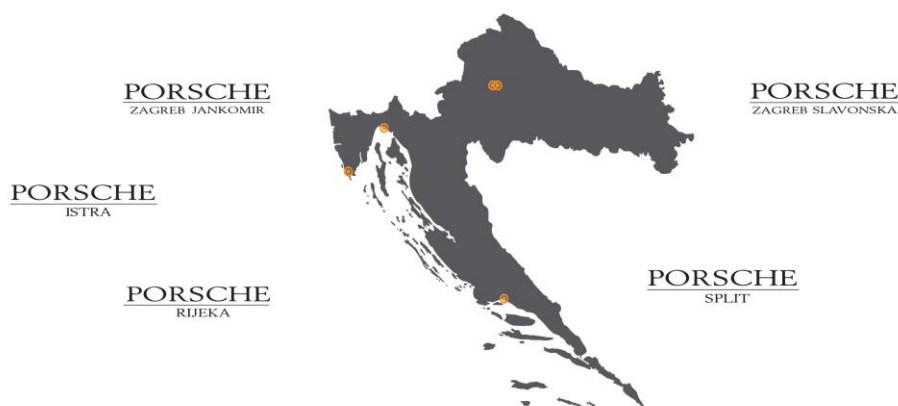 PORSCHE
ZAGREB JANKOMIR
PORSCHE
ZAGREB SLAVONSKA
PORSCHE
ISTRA
PORSCHE
RIJEKA
PORSCHE
SPLIT